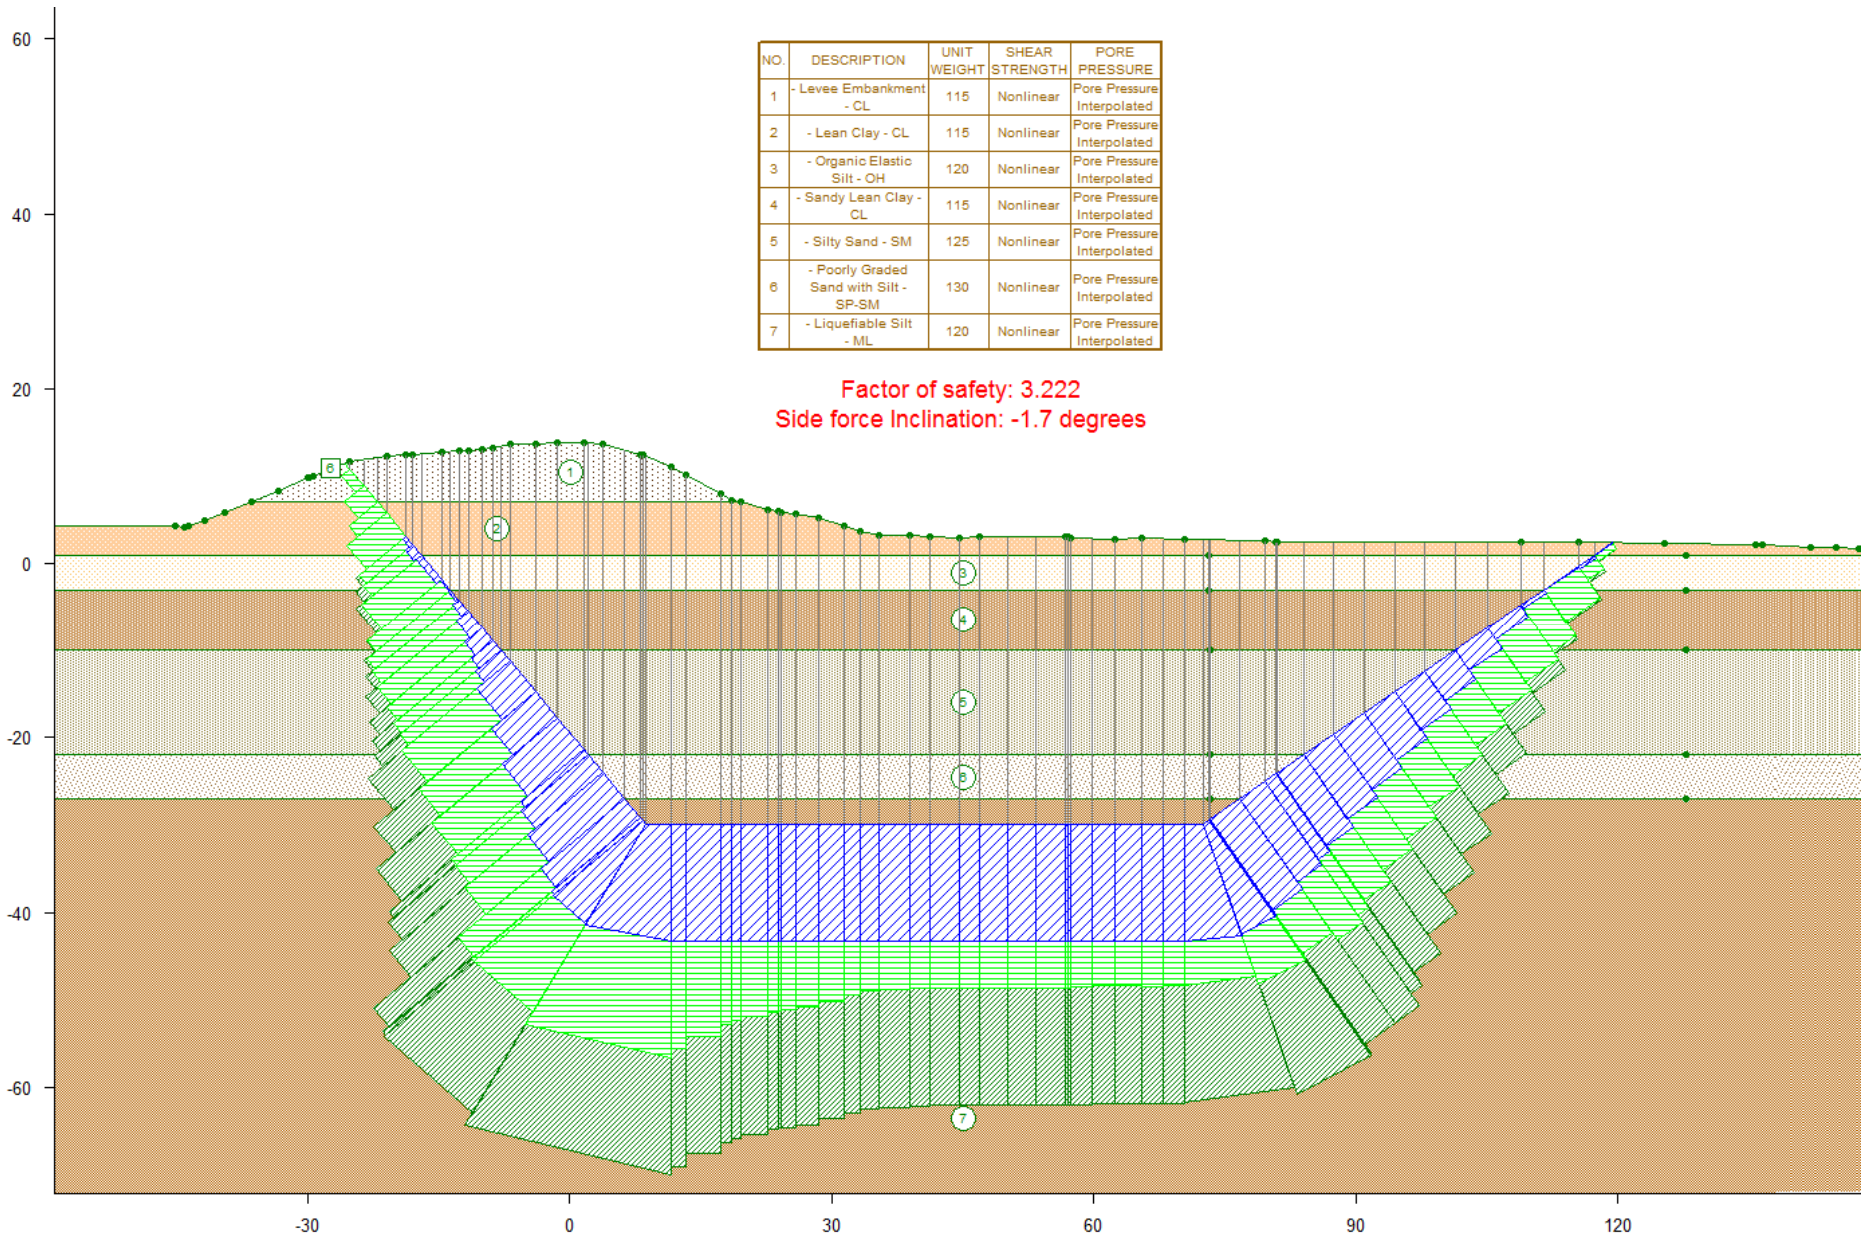 60
NO. DESCRIPTION UNIT WEIGHT SHEAR STRENGTH PORE PRESSURE
1 - Levee Embankment - CL 115 Nonlinear Pore Pressure Interpolated
2 - Lean Clay - CL 115 Nonlinear Pore Pressure Interpolated
3 - Organic Elastic Silt - OH 120 Nonlinear Pore Pressure Interpolated
4 - Sandy Lean Clay - CL 115 Nonlinear Pore Pressure Interpolated
5 - Silty Sand - SM 125 Nonlinear Pore Pressure Interpolated
6 - Poorly Graded Sand with Silt - SP-SM 130 Nonlinear Pore Pressure Interpolated
7 - Liquefiable Silt - ML 120 Nonlinear Pore Pressure Interpolated
40
20
Factor of safety: 3.222
Side force Inclination: -1.7 degrees
6
1
2
0
3
4
5
-20
6
-40
-60
7
-30 0 30 60 90 120